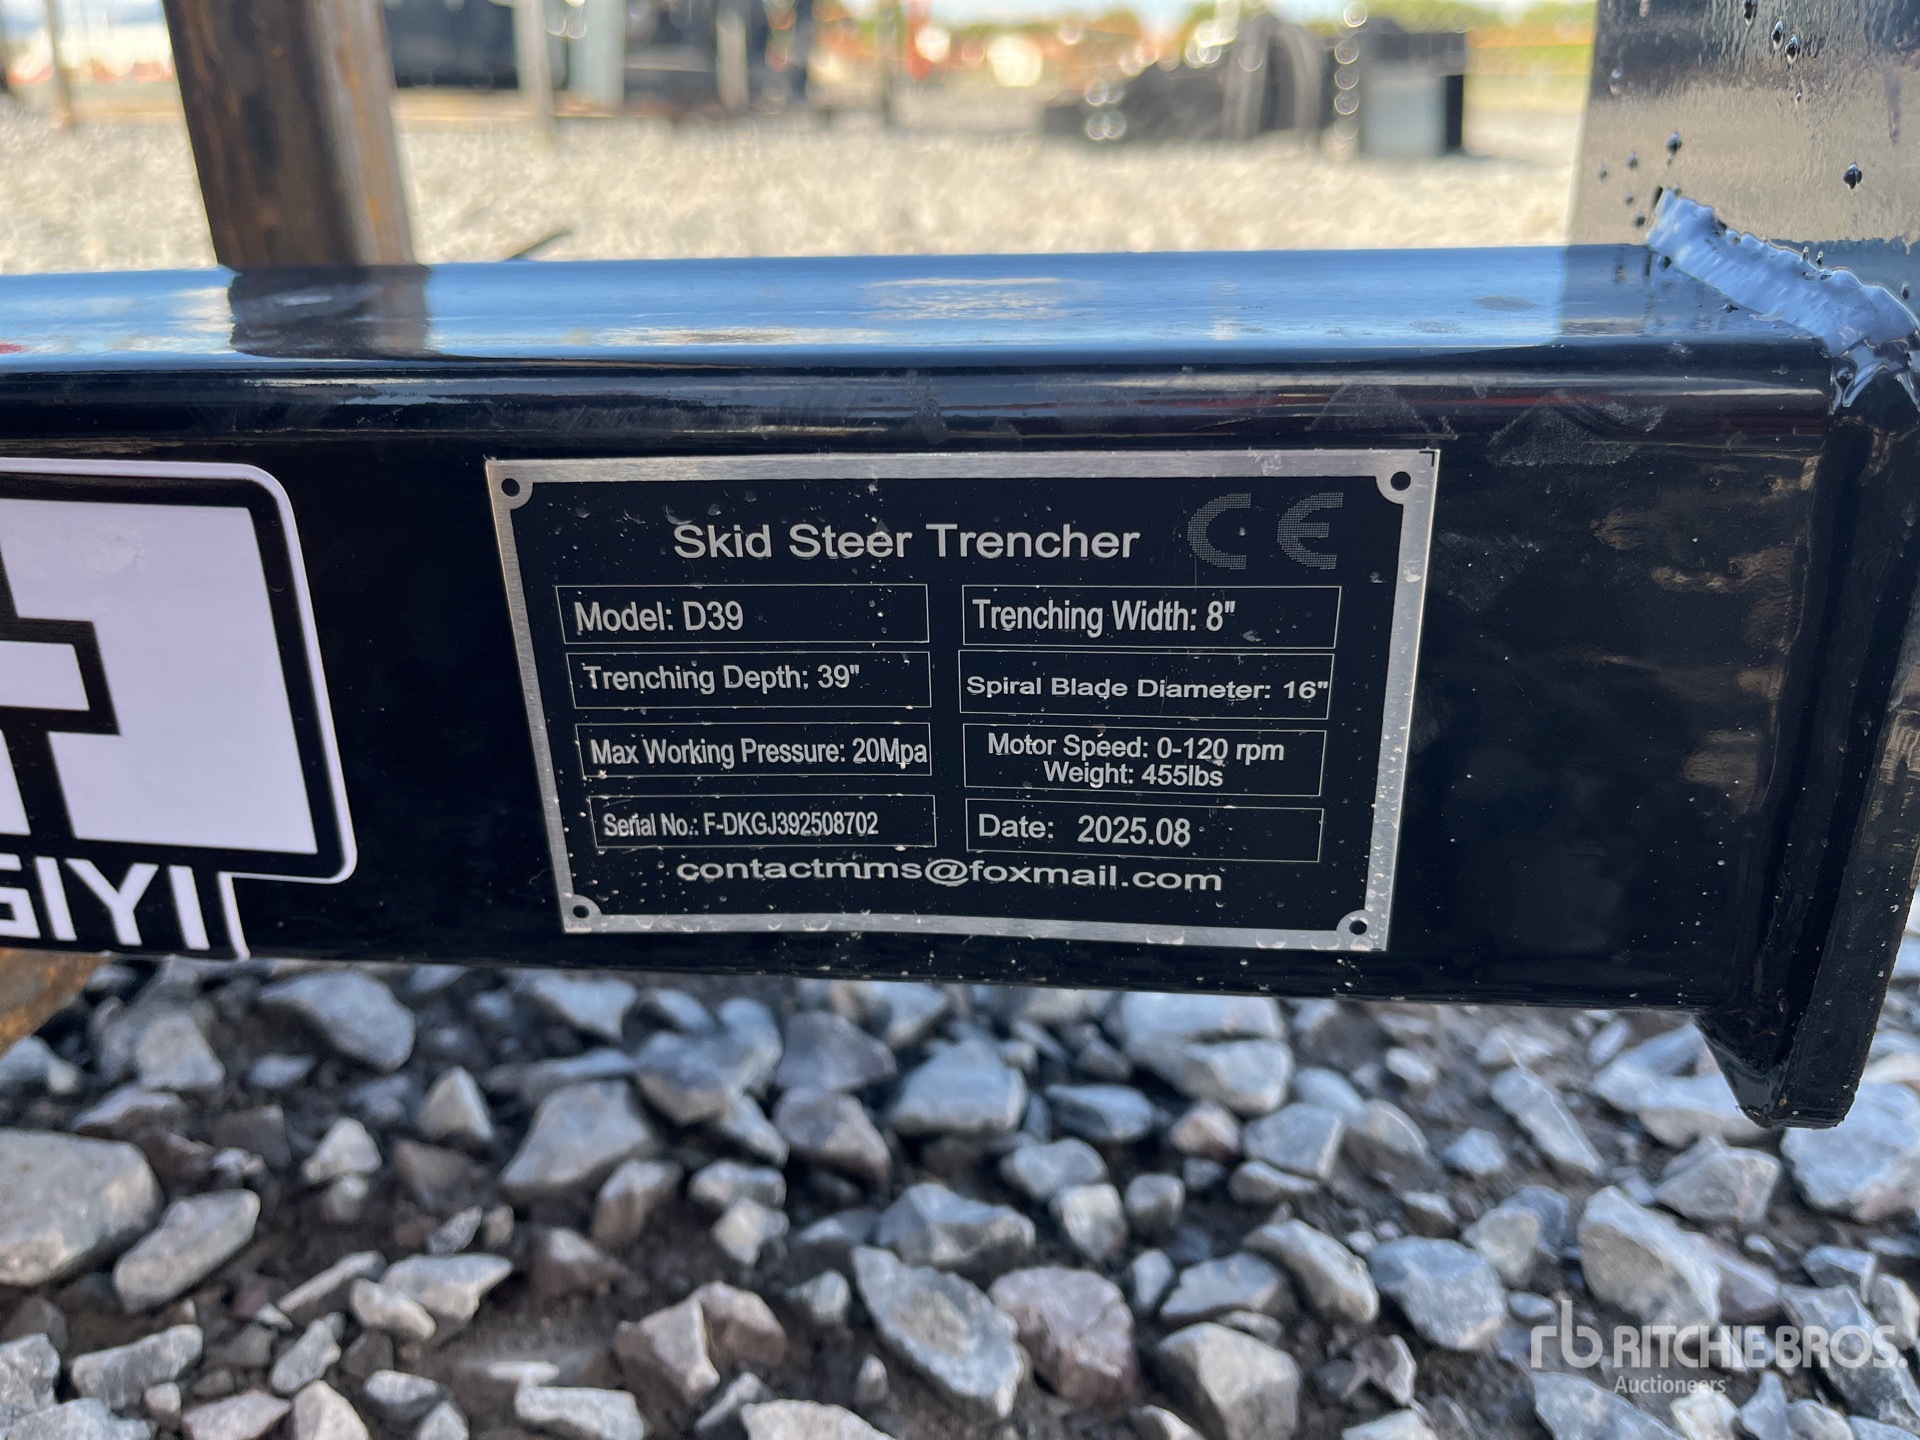 Skid Steer Trencher CE
Model: D39
Trenching Width: 8"
Trenching Depth: 39"
Spiral Blade Diameter: 16"
Max Working Pressure: 20Mpa
Motor Speed: 0-120 rpm
Weight: 455lbs
Serial No.: F-DKGJ392508702
Date: 2025.08
contactmms@foxmail.com
GIYI
rb RITCHIE BROS.
Auctioneers